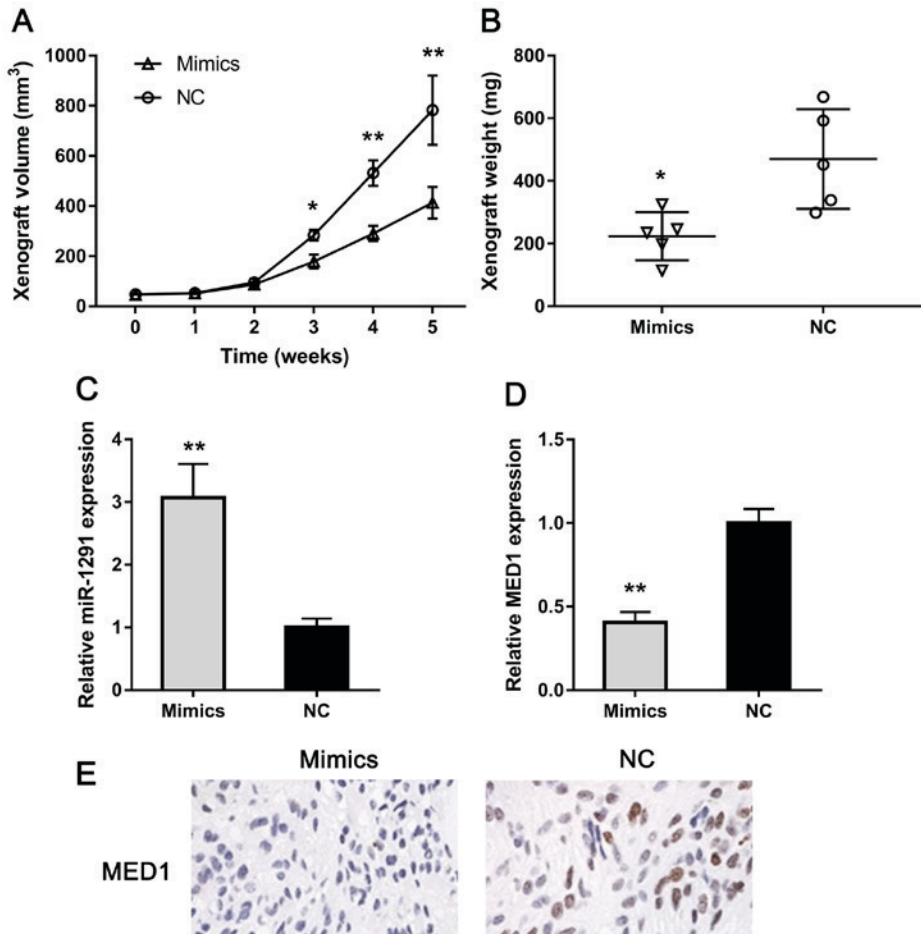 A
Xenograft volume (mm³)
1000
800
600
400
200
0
Mimics
NC
*
**
**
0 1 2 3 4 5
Time (weeks)
B
Xenograft weight (mg)
800
600
400
200
0
*
Mimics NC
C
Relative miR-1291 expression
4
3
2
1
0
**
Mimics NC
D
Relative MED1 expression
1.5
1.0
0.5
0.0
**
Mimics NC
E
Mimics NC
MED1